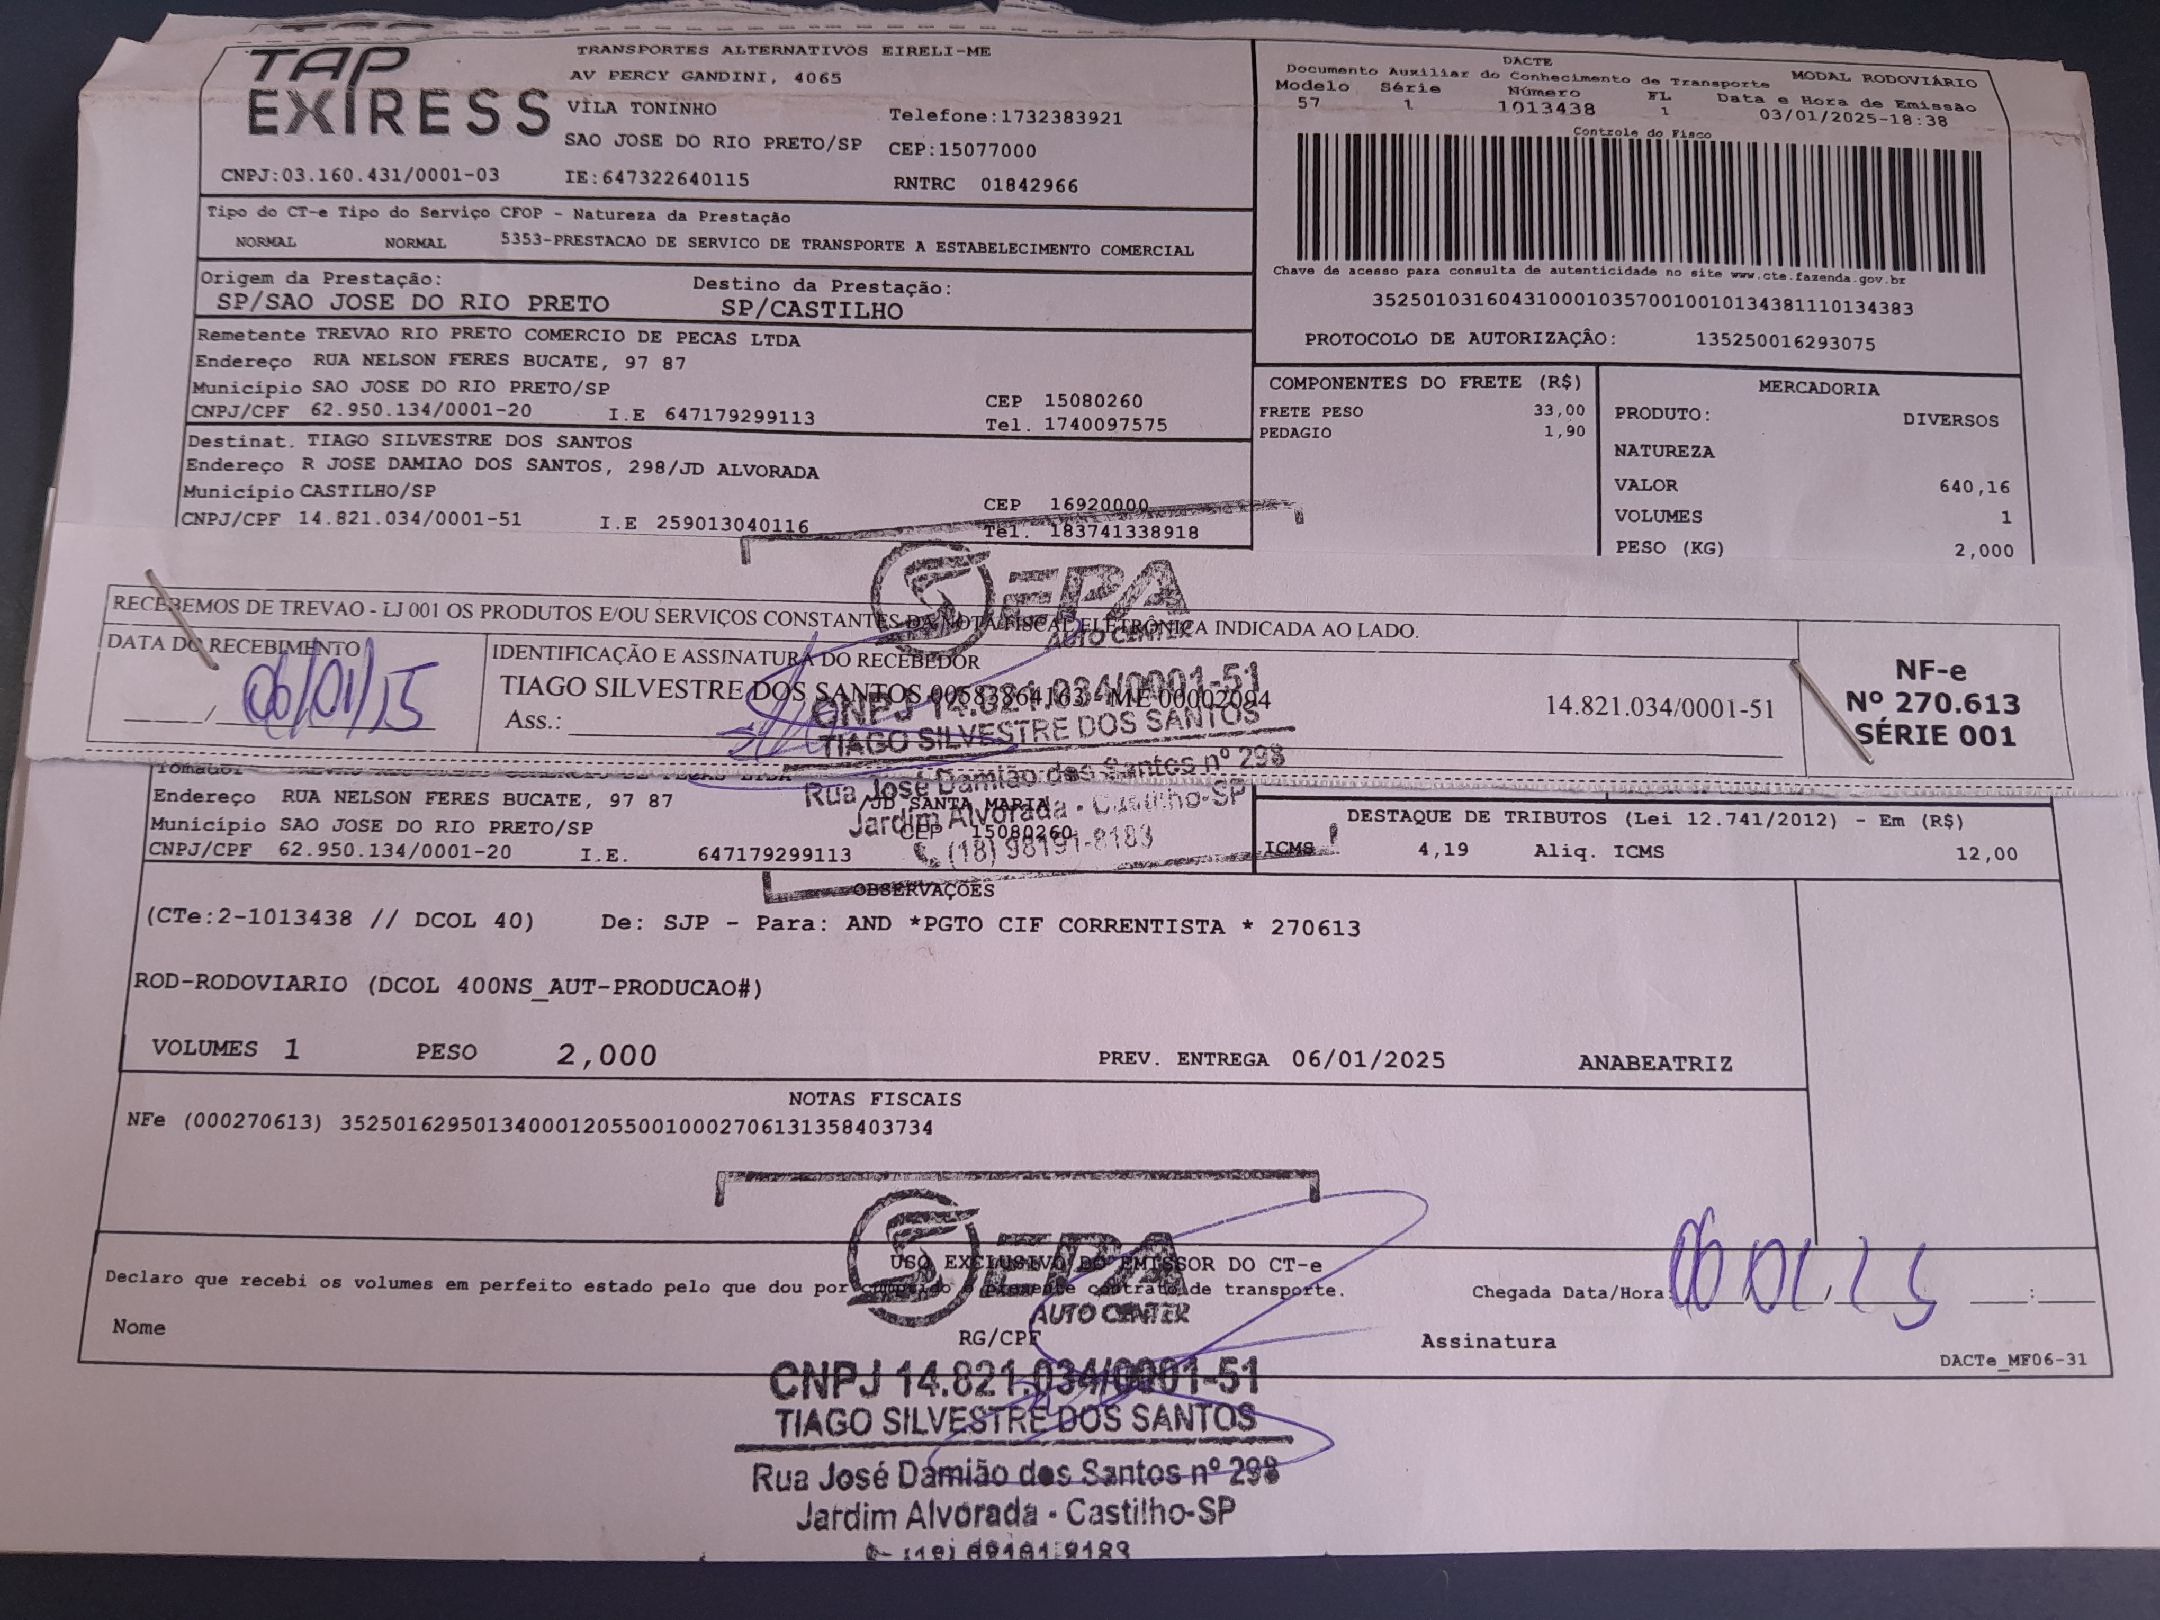 TAP EXIRESS
TRANSPORTES ALTERNATIVOS EIRELI-ME
AV PERCY GANDINI, 4065
VILA TONINHO Telefone:1732383921
SAO JOSE DO RIO PRETO/SP CEP:15077000
CNPJ:03.160.431/0001-03 IE:647322640115 RNTRC 01842966
Tipo do CT-e Tipo do Serviço CFOP - Natureza da Prestação
NORMAL NORMAL 5353-PRESTACAO DE SERVICO DE TRANSPORTE A ESTABELECIMENTO COMERCIAL
Origem da Prestação: Destino da Prestação:
SP/SAO JOSE DO RIO PRETO SP/CASTILHO
Remetente TREVAO RIO PRETO COMERCIO DE PECAS LTDA
Endereço RUA NELSON FERES BUCATE, 97 87
Município SAO JOSE DO RIO PRETO/SP CEP 15080260
CNPJ/CPF 62.950.134/0001-20 I.E 647179299113 Tel. 1740097575
Destinat. TIAGO SILVESTRE DOS SANTOS
Endereço R JOSE DAMIAO DOS SANTOS, 298/JD ALVORADA
Município CASTILHO/SP CEP 16920000
CNPJ/CPF 14.821.034/0001-51 I.E 259013040116 Tel. 183741338918
DACTE
Documento Auxiliar do Conhecimento de Transporte MODAL RODOVIÁRIO
Modelo Série Número FL Data e Hora de Emissão
57 1 1013438 1 03/01/2025-18:38
Controle do Fisco
Chave de acesso para consulta de autenticidade no site www.cte.fazenda.gov.br
35250103160431000103570010010134381110134383
PROTOCOLO DE AUTORIZAÇÂO: 135250016293075
COMPONENTES DO FRETE (R$)
FRETE PESO 33,00
PEDAGIO 1,90
MERCADORIA
PRODUTO: DIVERSOS
NATUREZA
VALOR 640,16
VOLUMES 1
PESO (KG) 2,000
RECEBEMOS DE TREVAO - LJ 001 OS PRODUTOS E/OU SERVIÇOS CONSTANTES DA NOTA FISCAL ELETRÔNICA INDICADA AO LADO.
DATA DO RECEBIMENTO
06/01/15
IDENTIFICAÇÃO E ASSINATURA DO RECEBEDOR
TIAGO SILVESTRE DOS SANTOS 00583864163 - ME 00002094 14.821.034/0001-51
Ass.:
NF-e
Nº 270.613
SÉRIE 001
EPA
AUTO CENTER
CNPJ 14.821.034/0001-51
TIAGO SILVESTRE DOS SANTOS
Rua José Damião dos Santos nº 298
Jardim Alvorada - Castilho-SP
(18) 98191-8183
Tomador TREVAO RIO PRETO COMERCIO DE PECAS LTDA
Endereço RUA NELSON FERES BUCATE, 97 87 /JD SANTA MARIA
Município SAO JOSE DO RIO PRETO/SP CEP 15080260
CNPJ/CPF 62.950.134/0001-20 I.E. 647179299113
DESTAQUE DE TRIBUTOS (Lei 12.741/2012) - Em (R$)
ICMS 4,19 Aliq. ICMS 12,00
OBSERVAÇÕES
(CTe:2-1013438 // DCOL 40) De: SJP - Para: AND *PGTO CIF CORRENTISTA * 270613
ROD-RODOVIARIO (DCOL 400NS_AUT-PRODUCAO#)
VOLUMES 1 PESO 2,000 PREV. ENTREGA 06/01/2025 ANABEATRIZ
NOTAS FISCAIS
NFe (000270613) 35250162950134000120550010002706131358403734
USO EXCLUSIVO DO EMISSOR DO CT-e
Declaro que recebi os volumes em perfeito estado pelo que dou por cumprido o presente contrato de transporte.
Chegada Data/Hora 06 01 25 :
Nome RG/CPF Assinatura
DACTe_MF06-31
EPA
AUTO CENTER
CNPJ 14.821.034/0001-51
TIAGO SILVESTRE DOS SANTOS
Rua José Damião dos Santos nº 298
Jardim Alvorada - Castilho-SP